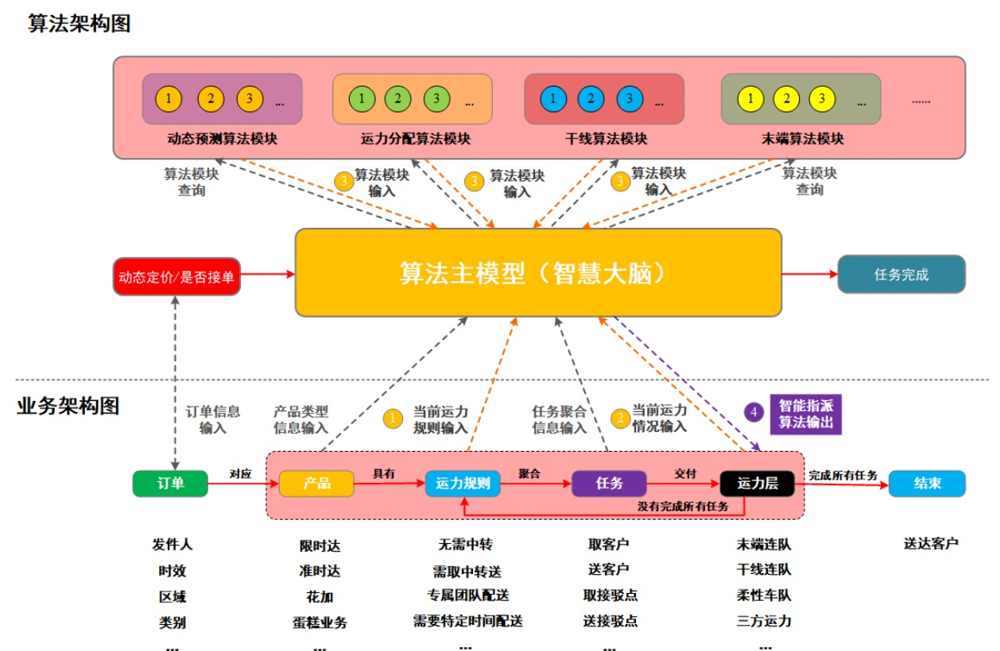 算法架构图
1 2 3 ...
1 2 3 ...
1 2 3 ...
1 2 3 ...
......
动态预测算法模块
运力分配算法模块
干线算法模块
末端算法模块
算法模块
查询
3 算法模块
输入
3 算法模块
输入
3 算法模块
输入
算法模块
查询
动态定价/是否接单
算法主模型（智慧大脑）
任务完成
业务架构图
订单信息
输入
产品类型
信息输入
1 当前运力
规则输入
任务聚合
信息输入
2 当前运力
情况输入
4 智能指派
算法输出
订单
对应
产品
具有
运力规则
聚合
任务
交付
运力层
完成所有任务
结束
没有完成所有任务
发件人
时效
区域
类别
...
限时达
准时达
花加
蛋糕业务
...
无需中转
需取中转送
专属团队配送
需要特定时间配送
...
取客户
送客户
取接驳点
送接驳点
...
末端连队
干线连队
柔性车队
三方运力
...
送达客户